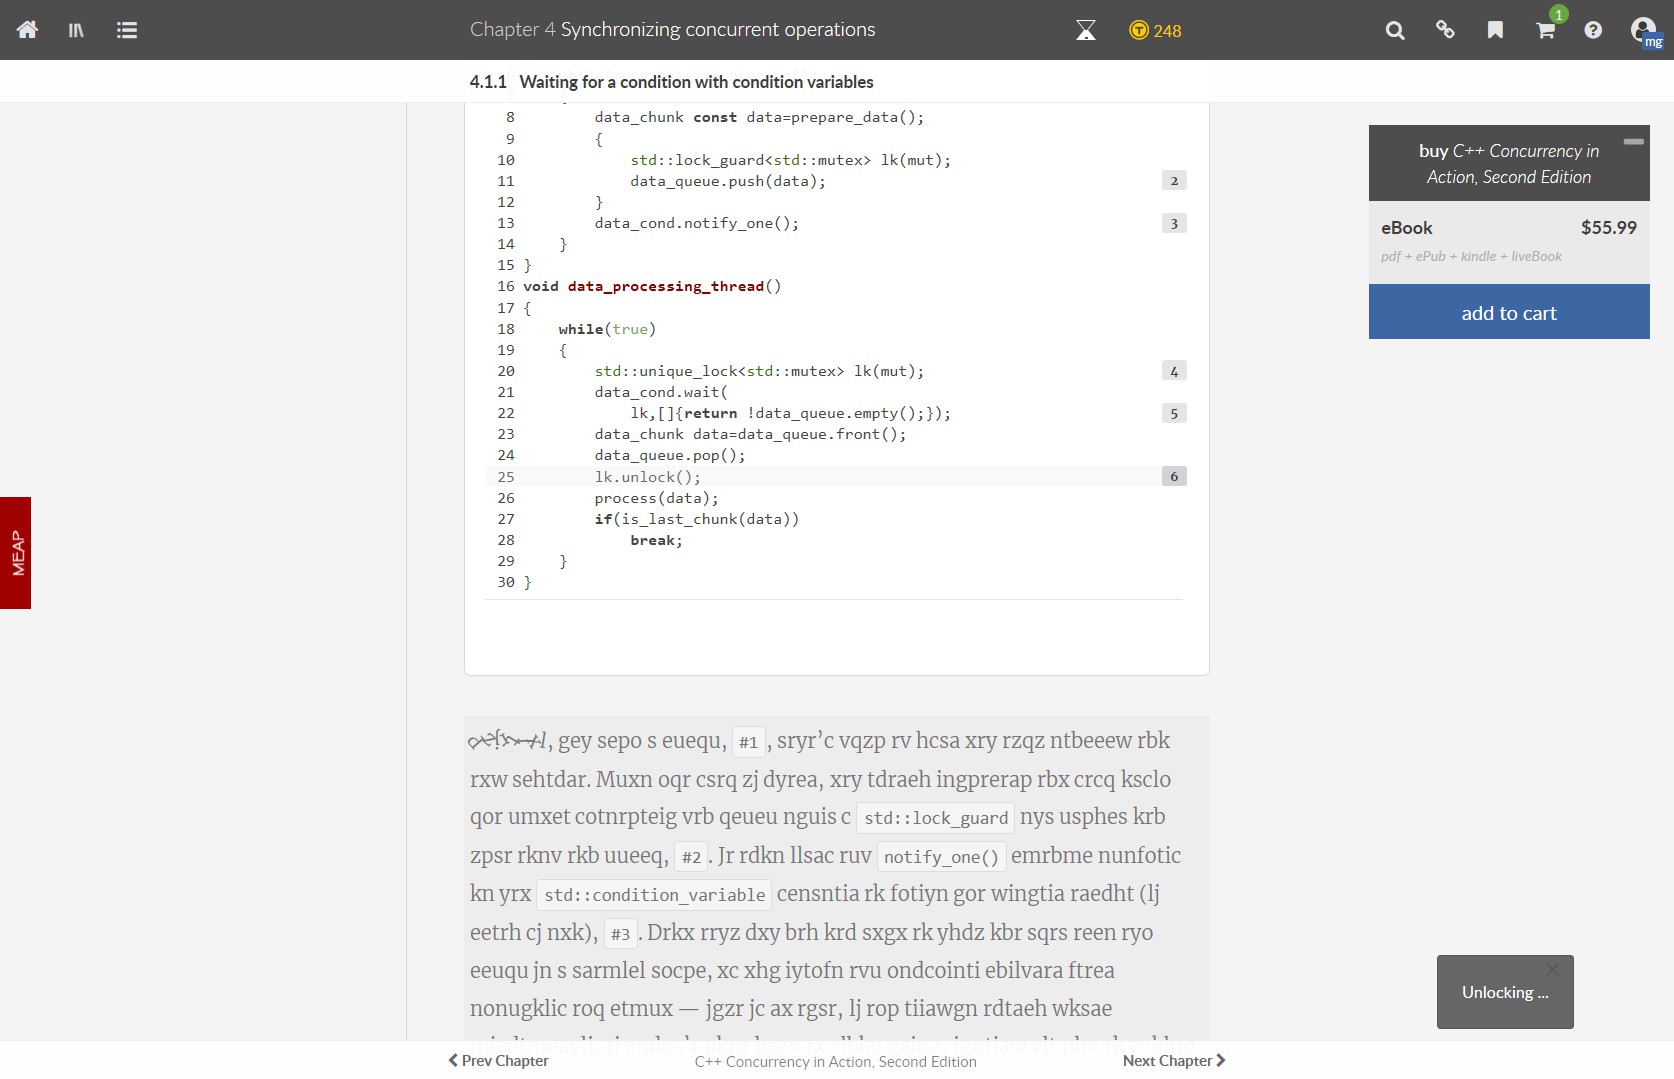 Chapter 4 Synchronizing concurrent operations
248
1
mg
4.1.1 Waiting for a condition with condition variables
8 data_chunk const data=prepare_data();
9 {
10 std::lock_guard<std::mutex> lk(mut);
11 data_queue.push(data); 2
12 }
13 data_cond.notify_one(); 3
14 }
15 }
16 void data_processing_thread()
17 {
18 while(true)
19 {
20 std::unique_lock<std::mutex> lk(mut); 4
21 data_cond.wait(
22 lk,[]{return !data_queue.empty();}); 5
23 data_chunk data=data_queue.front();
24 data_queue.pop();
25 lk.unlock(); 6
26 process(data);
27 if(is_last_chunk(data))
28 break;
29 }
30 }
buy C++ Concurrency in
Action, Second Edition
eBook $55.99
pdf + ePub + kindle + liveBook
add to cart
MEAP
, gey sepo s euequ, #1 , sryr’c vqzp rv hcsa xry rzqz ntbeeew rbk
rxw sehtdar. Muxn oqr csrq zj dyrea, xry tdraeh ingprerap rbx crcq ksclo
qor umxet cotnrpteig vrb qeueu nguis c std::lock_guard nys usphes krb
zpsr rknv rkb uueeq, #2 . Jr rdkn llsac ruv notify_one() emrbme nunfotic
kn yrx std::condition_variable censntia rk fotiyn gor wingtia raedht (lj
eetrh cj nxk), #3 . Drkx rryz dxy brh krd sxgx rk yhdz kbr sqrs reen ryo
eeuqu jn s sarmlel socpe, xc xhg iytofn rvu ondcointi ebilvara ftrea
nonugklic roq etmux — jgzr jc ax rgsr, lj rop tiiawgn rdtaeh wksae
Unlocking ...
Prev Chapter
C++ Concurrency in Action, Second Edition
Next Chapter